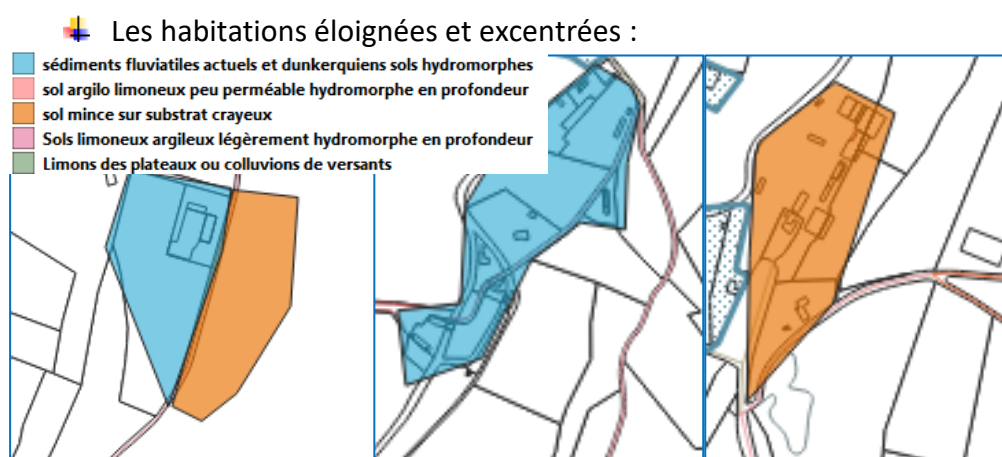 Les habitations éloignées et excentrées :
sédiments fluviatiles actuels et dunkerquiens sols hydromorphes
sol argilo limoneux peu perméable hydromorphe en profondeur
sol mince sur substrat crayeux
Sols limoneux argileux légèrement hydromorphe en profondeur
Limons des plateaux ou colluvions de versants